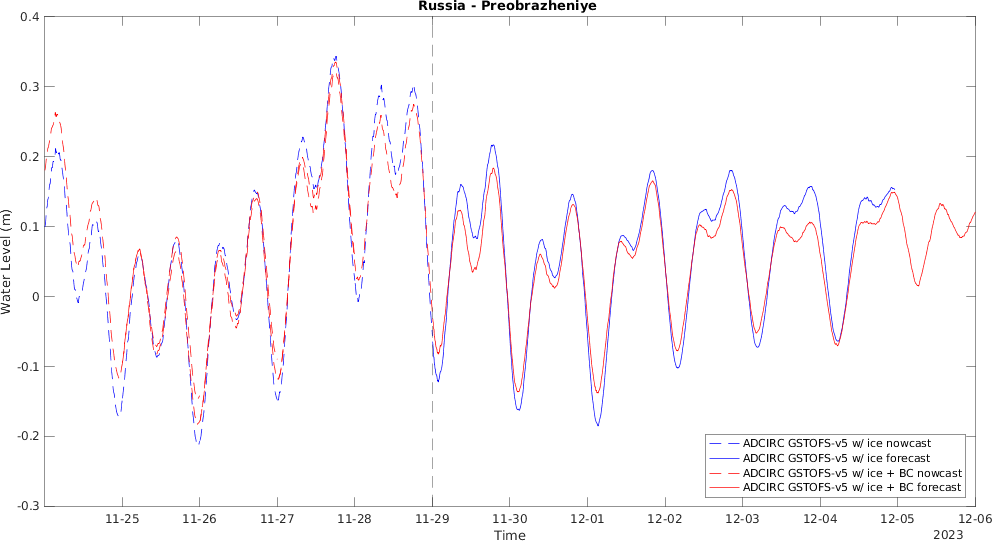 Russia - Preobrazheniye
Water Level (m)
0.4
0.3
0.2
0.1
0
-0.1
-0.2
-0.3
ADCIRC GSTOFS-v5 w/ ice nowcast
ADCIRC GSTOFS-v5 w/ ice forecast
ADCIRC GSTOFS-v5 w/ ice + BC nowcast
ADCIRC GSTOFS-v5 w/ ice + BC forecast
11-25 11-26 11-27 11-28 11-29 11-30 12-01 12-02 12-03 12-04 12-05 12-06
Time
2023